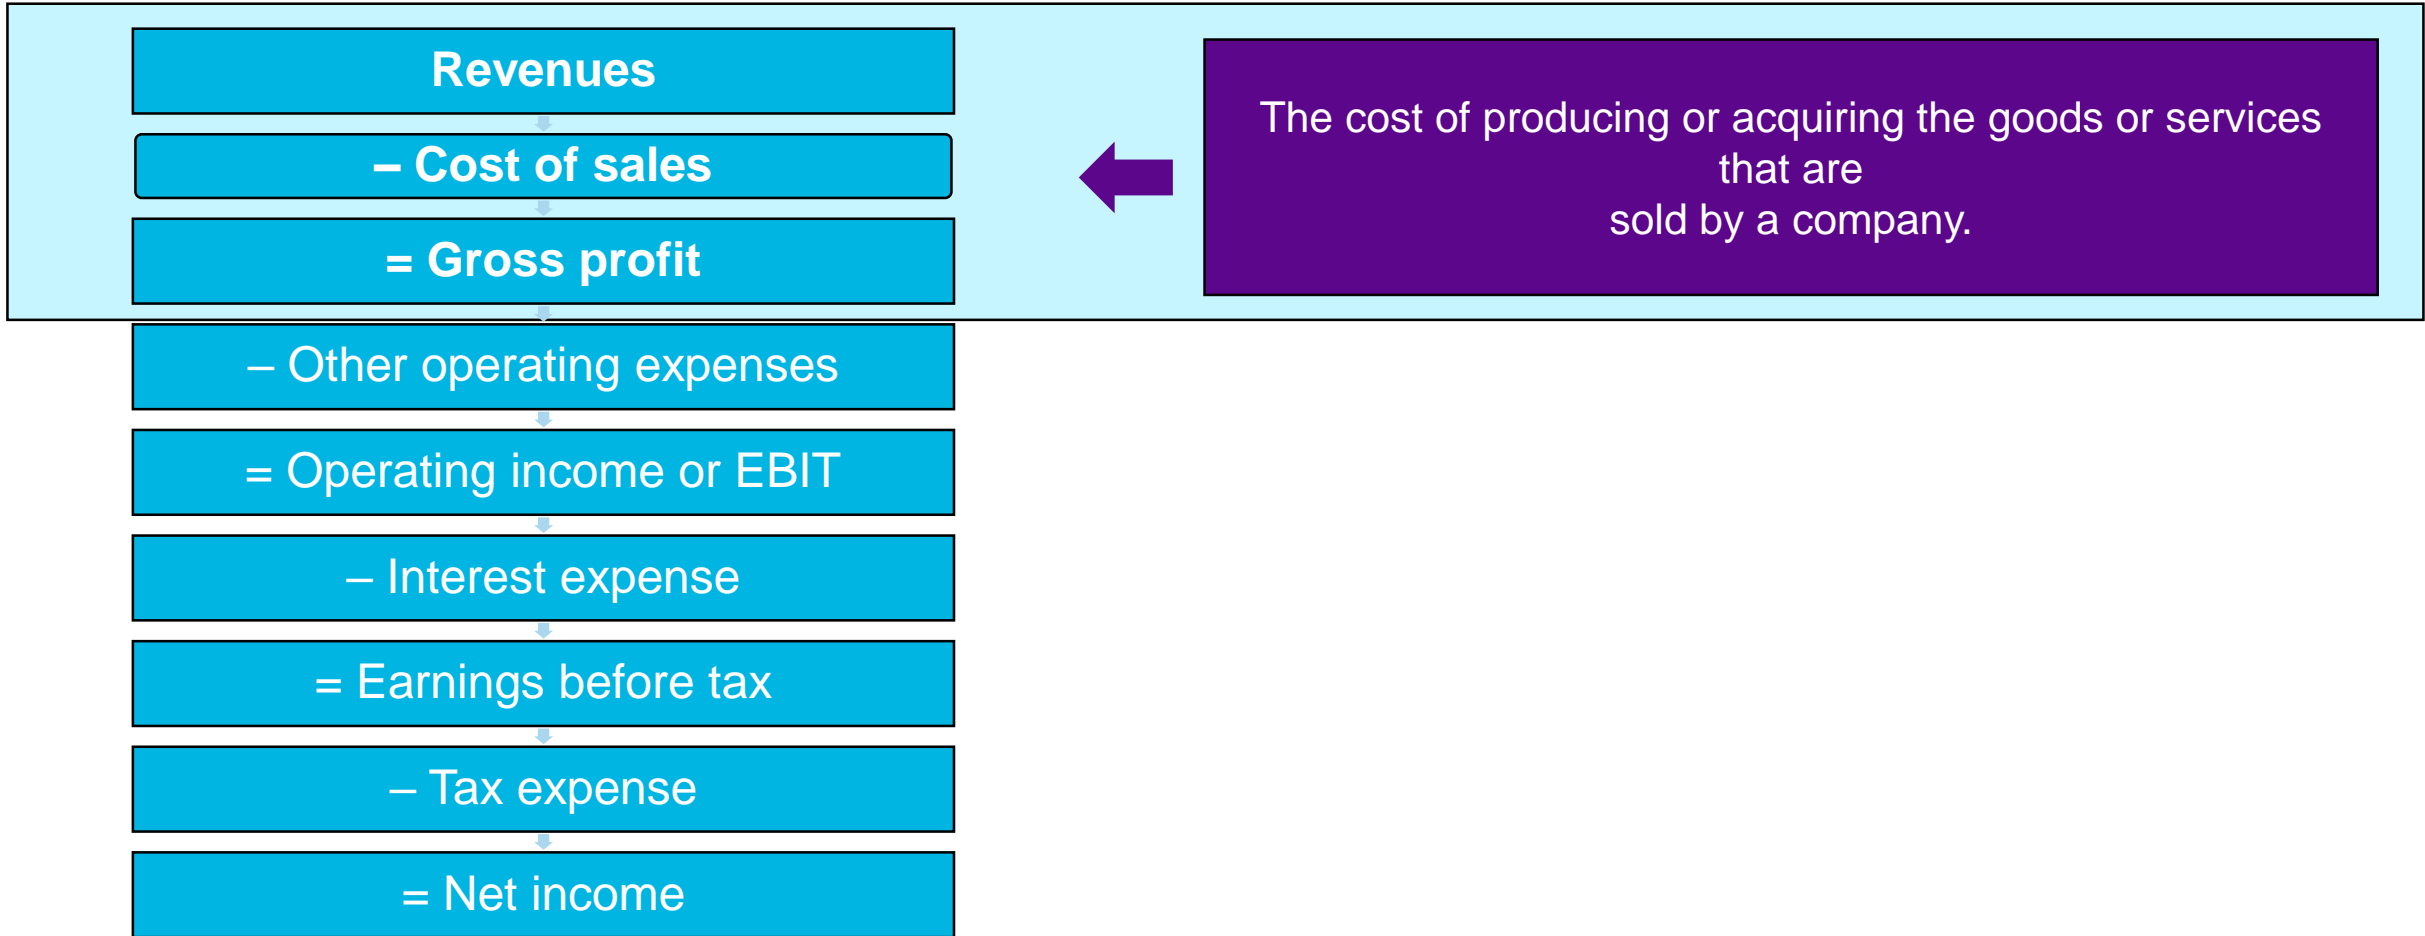 Revenues
– Cost of sales
= Gross profit
The cost of producing or acquiring the goods or services
that are
sold by a company.
– Other operating expenses
= Operating income or EBIT
– Interest expense
= Earnings before tax
– Tax expense
= Net income